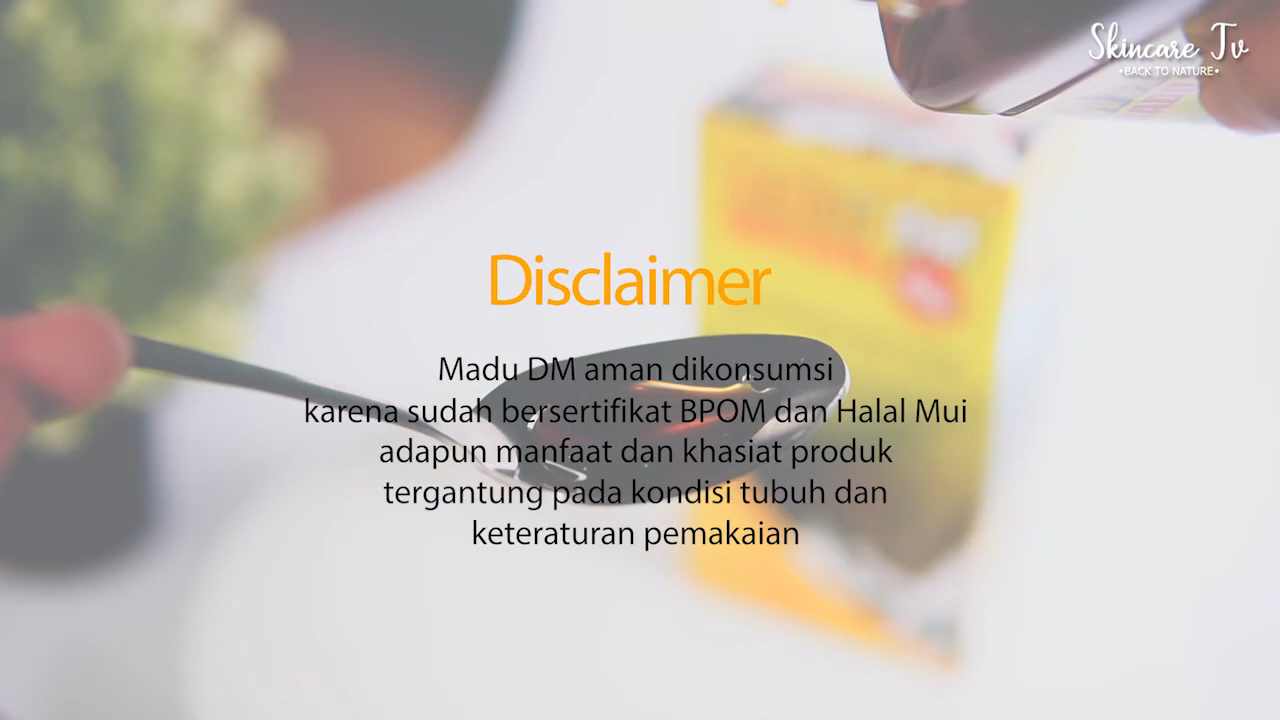 Skincare Tv
•BACK TO NATURE•
Disclaimer
Madu DM aman dikonsumsi
karena sudah bersertifikat BPOM dan Halal Mui
adapun manfaat dan khasiat produk
tergantung pada kondisi tubuh dan
keteraturan pemakaian